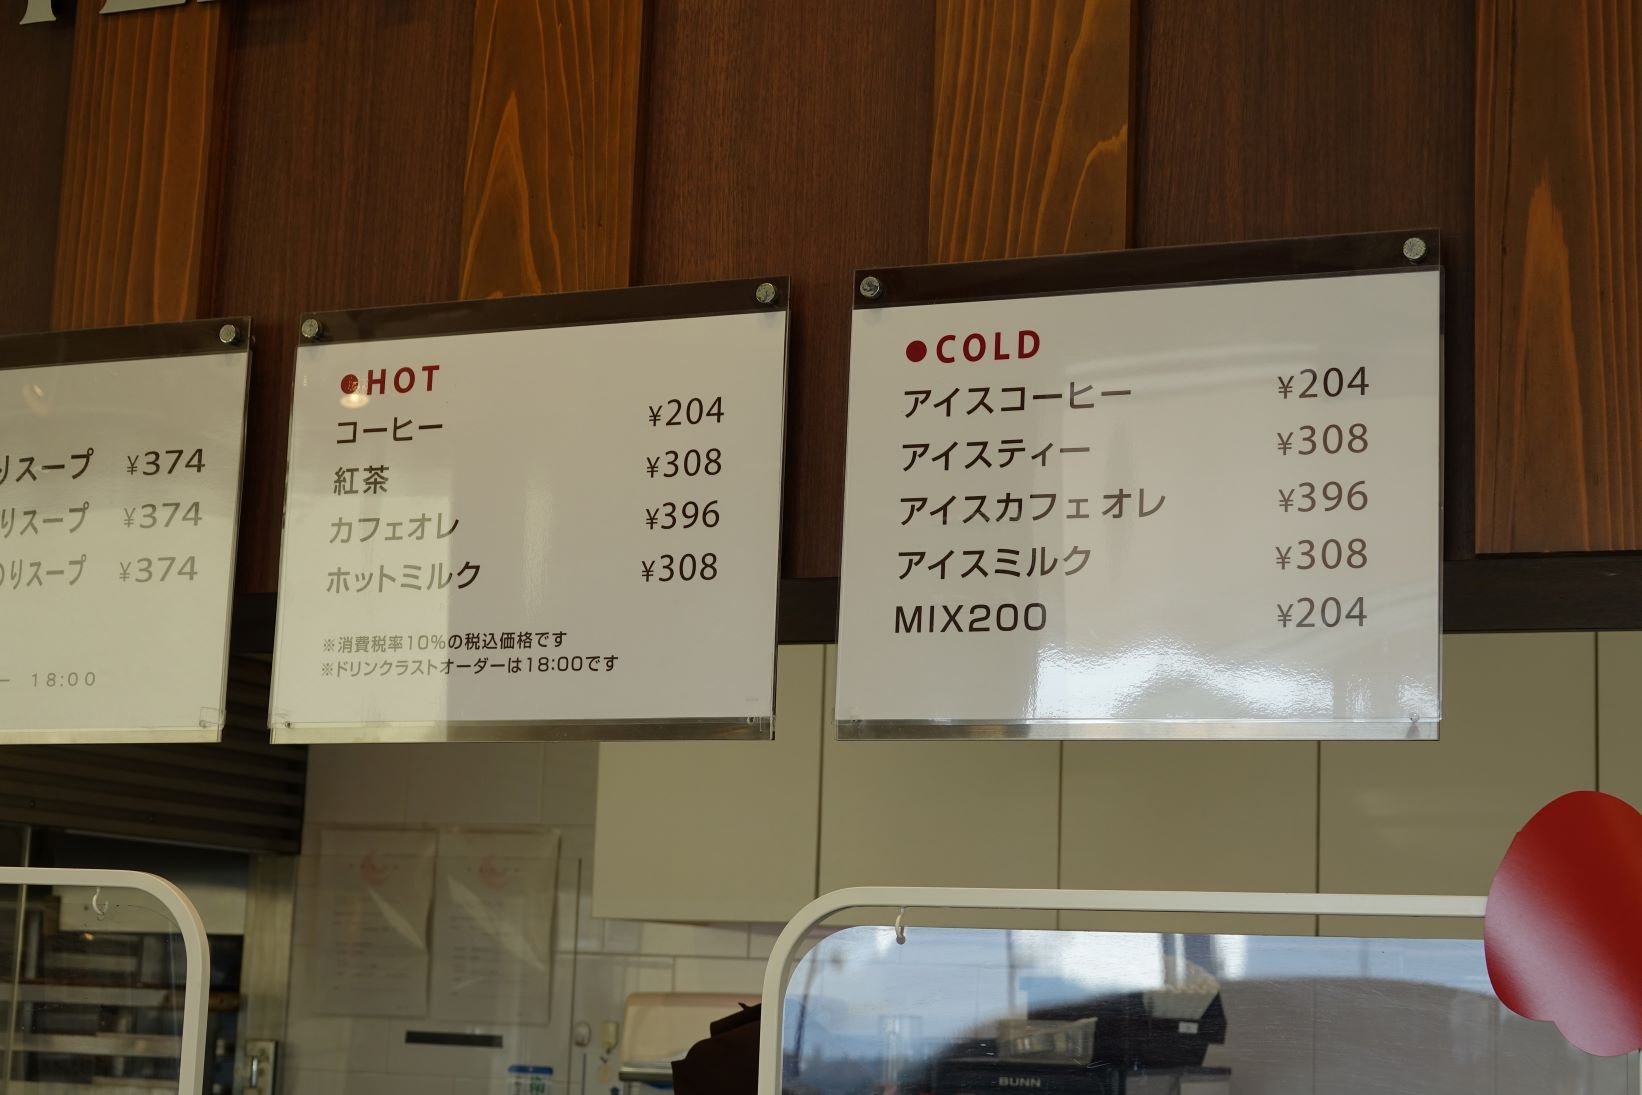 りスープ ¥374
りスープ ¥374
りスープ ¥374
ー 18:00
●HOT
コーヒー ¥204
紅茶 ¥308
カフェオレ ¥396
ホットミルク ¥308
※消費税率10%の税込価格です
※ドリンクラストオーダーは18:00です
●COLD
アイスコーヒー ¥204
アイスティー ¥308
アイスカフェオレ ¥396
アイスミルク ¥308
MIX200 ¥204
BUNN